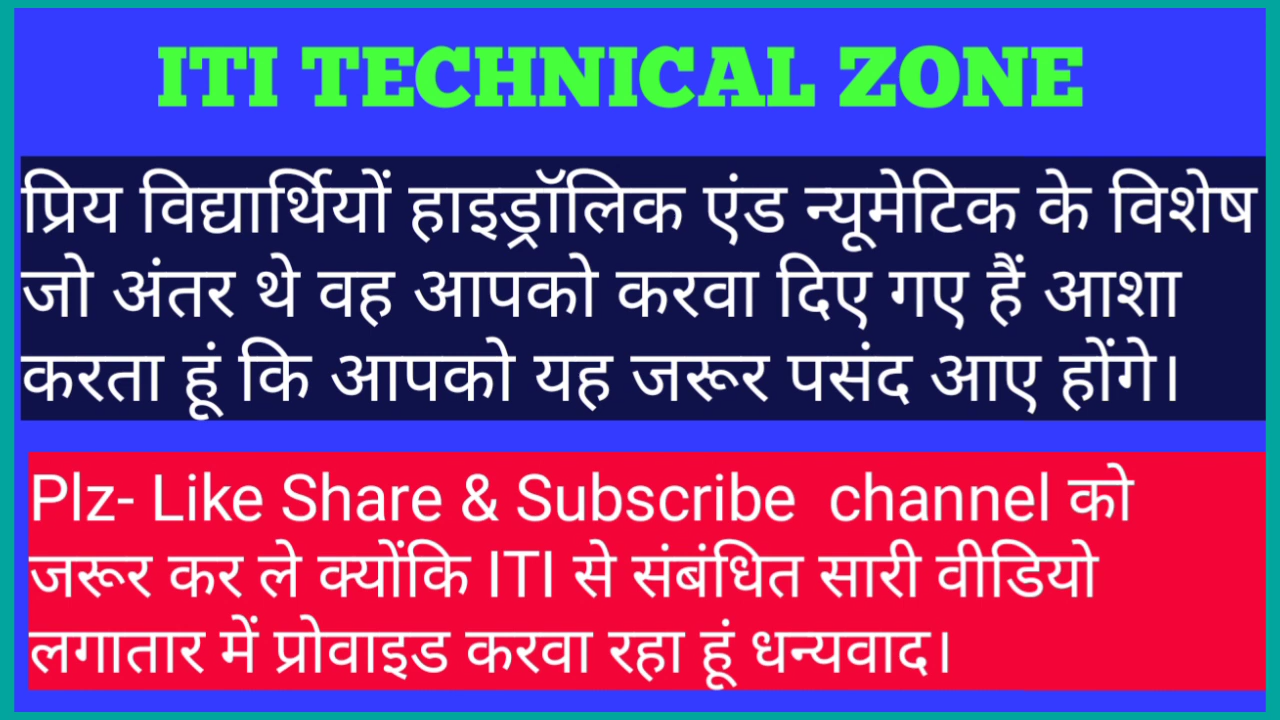 ITI TECHNICAL ZONE
प्रिय विद्यार्थियों हाइड्रॉलिक एंड न्यूमेटिक के विशेष
जो अंतर थे वह आपको करवा दिए गए हैं आशा
करता हूं कि आपको यह जरूर पसंद आए होंगे।
Plz- Like Share & Subscribe channel को
जरूर कर ले क्योंकि ITI से संबंधित सारी वीडियो
लगातार में प्रोवाइड करवा रहा हूं धन्यवाद।